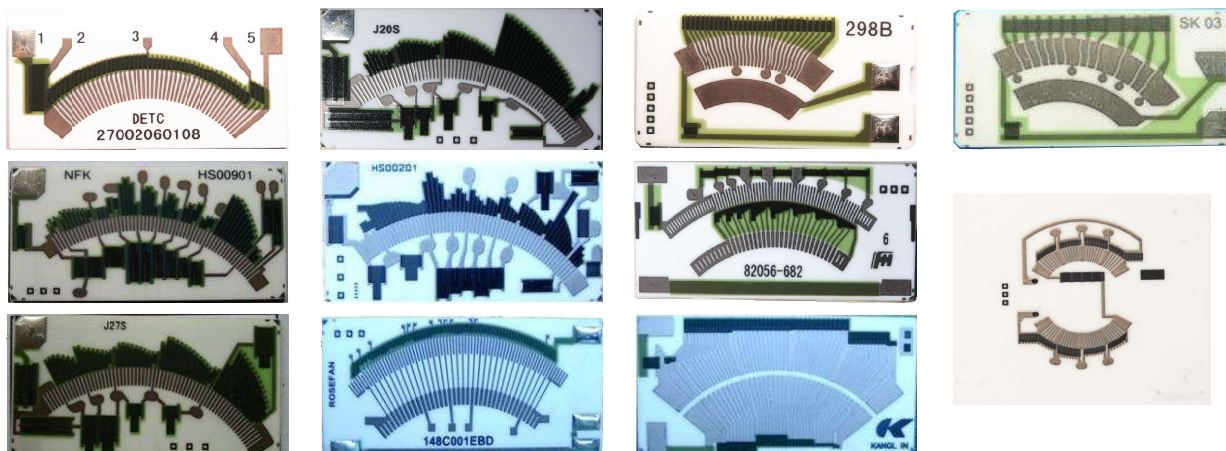 1 2 3 4 5
DETC
27002060108
J20S
298B
SK 03
NFK HS00901
HS00201
6
82056-682
J27S
ROSEFAN
148C001EBD
KANGL IN